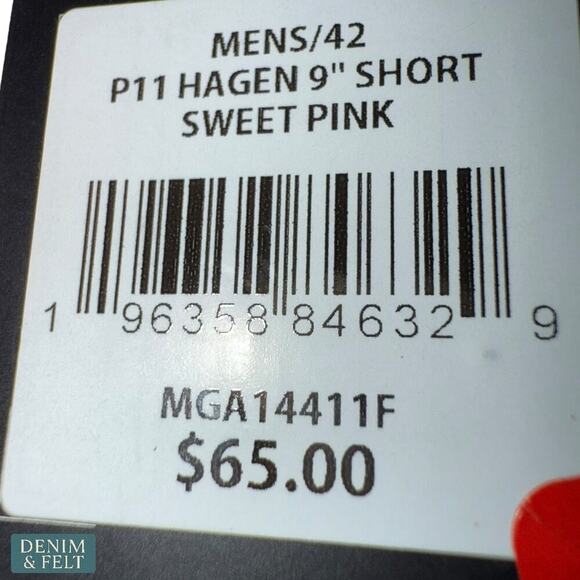 MENS/42
P11 HAGEN 9" SHORT
SWEET PINK
1 96358 84632 9
MGA14411F
$65.00
DENIM
& FELT